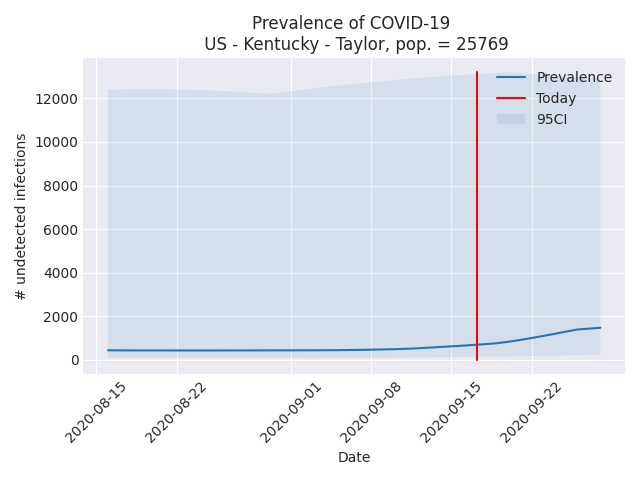 Prevalence of COVID-19
US - Kentucky - Taylor, pop. = 25769
Prevalence
Today
95CI
# undetected infections
12000
10000
8000
6000
4000
2000
0
2020-08-15
2020-08-22
2020-09-01
2020-09-08
2020-09-15
2020-09-22
Date